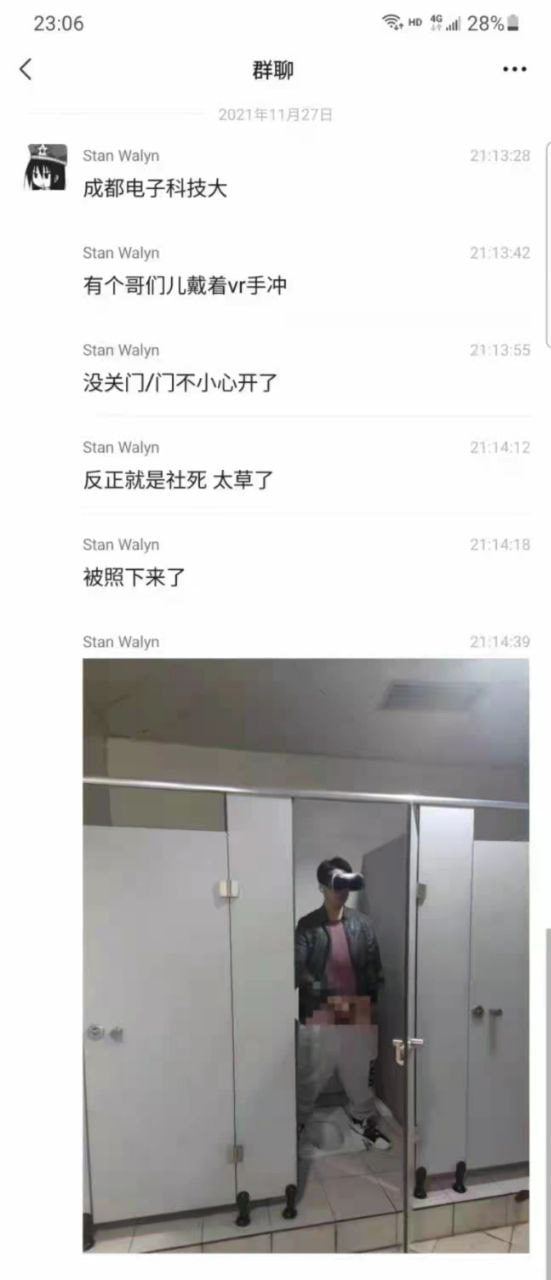 23:06
HD 4G 28%
群聊
2021年11月27日
Stan Walyn 21:13:28
成都电子科技大
Stan Walyn 21:13:42
有个哥们儿戴着vr手冲
Stan Walyn 21:13:55
没关门/门不小心开了
Stan Walyn 21:14:12
反正就是社死 太草了
Stan Walyn 21:14:18
被照下来了
Stan Walyn 21:14:39